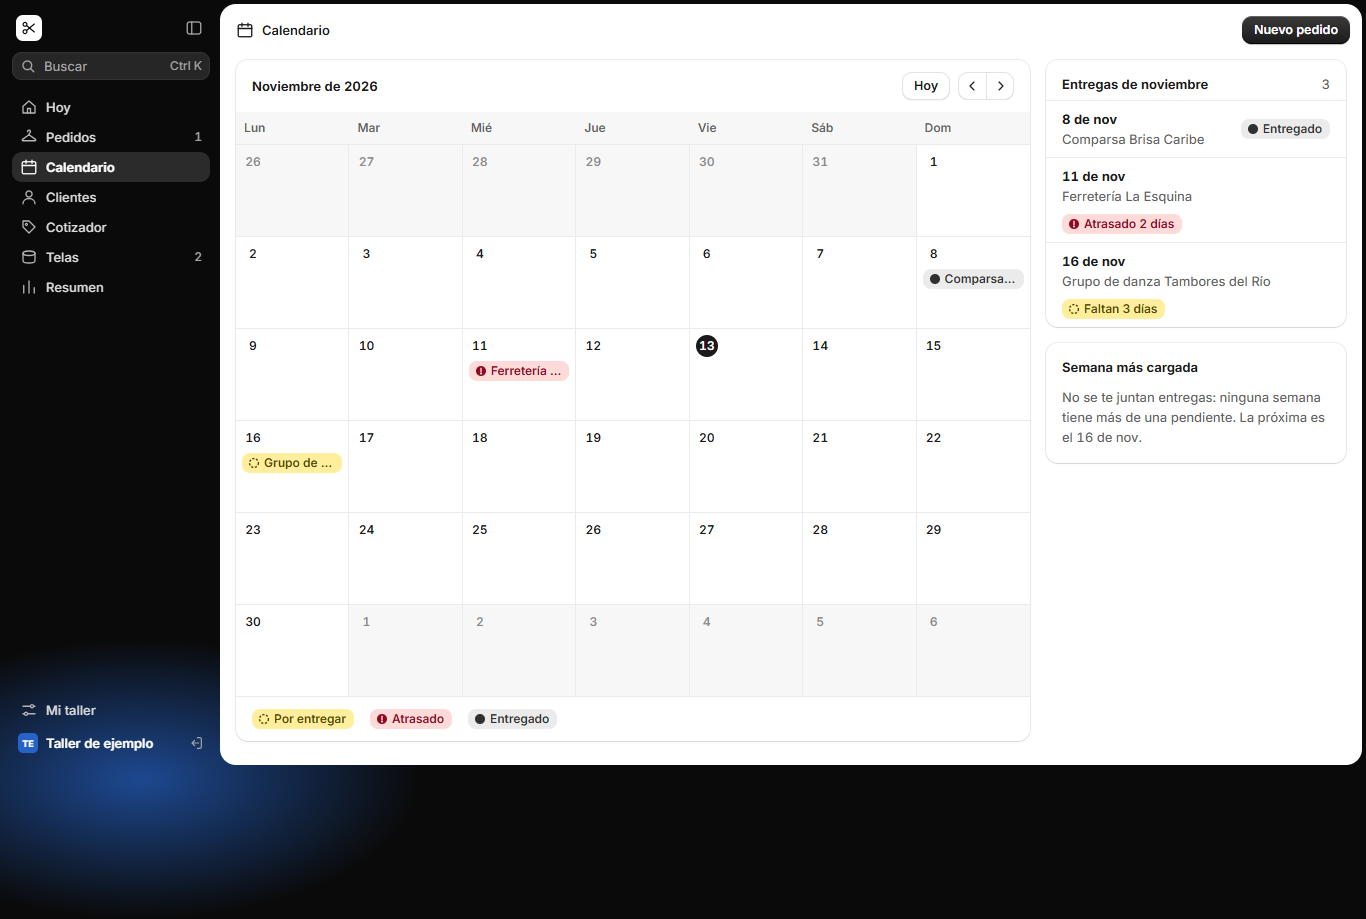 Buscar Ctrl K
Hoy
Pedidos 1
Calendario
Clientes
Cotizador
Telas 2
Resumen
Mi taller
TE Taller de ejemplo
Calendario
Nuevo pedido
Noviembre de 2026
Hoy
Lun Mar Mié Jue Vie Sáb Dom
26 27 28 29 30 31 1
2 3 4 5 6 7 8
Comparsa...
9 10 11 12 13 14 15
Ferretería ...
16 17 18 19 20 21 22
Grupo de ...
23 24 25 26 27 28 29
30 1 2 3 4 5 6
Por entregar Atrasado Entregado
Entregas de noviembre 3
8 de nov
Comparsa Brisa Caribe
Entregado
11 de nov
Ferretería La Esquina
Atrasado 2 días
16 de nov
Grupo de danza Tambores del Río
Faltan 3 días
Semana más cargada
No se te juntan entregas: ninguna semana
tiene más de una pendiente. La próxima es
el 16 de nov.